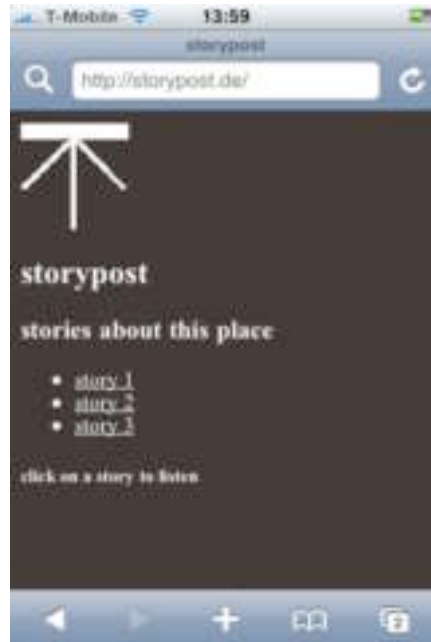 T-Mobile 13:59
storypost
http://storypost.de/
storypost
stories about this place
story 1
story 2
story 3
click on a story to listen
2